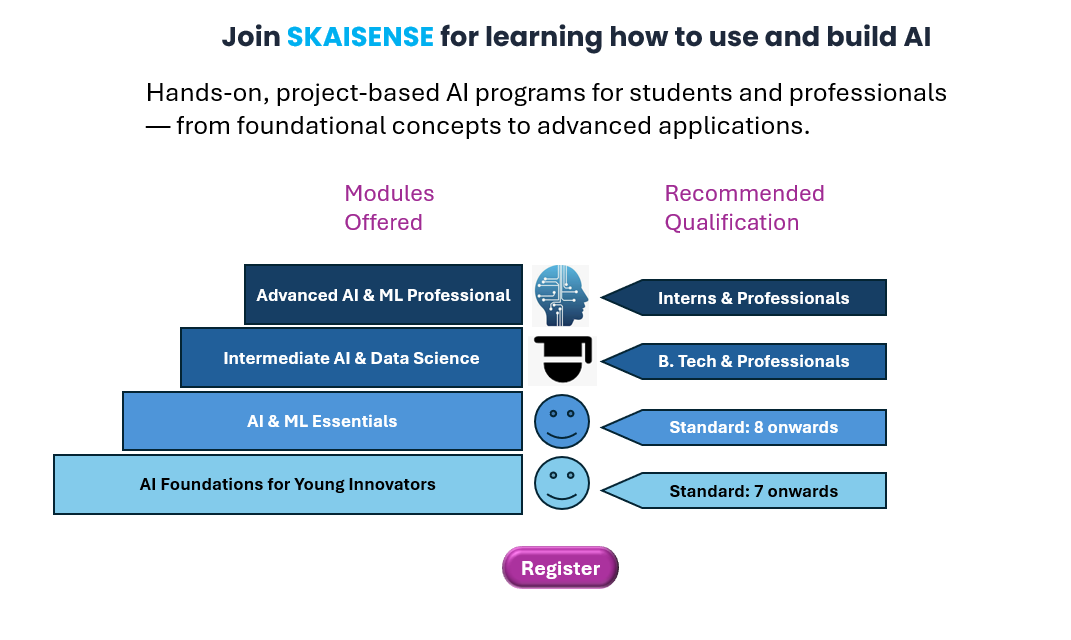 Join SKAISENSE for learning how to use and build AI
Hands-on, project-based AI programs for students and professionals
— from foundational concepts to advanced applications.
Modules
Offered
Recommended
Qualification
Advanced AI & ML Professional
Interns & Professionals
Intermediate AI & Data Science
B. Tech & Professionals
AI & ML Essentials
Standard: 8 onwards
AI Foundations for Young Innovators
Standard: 7 onwards
Register